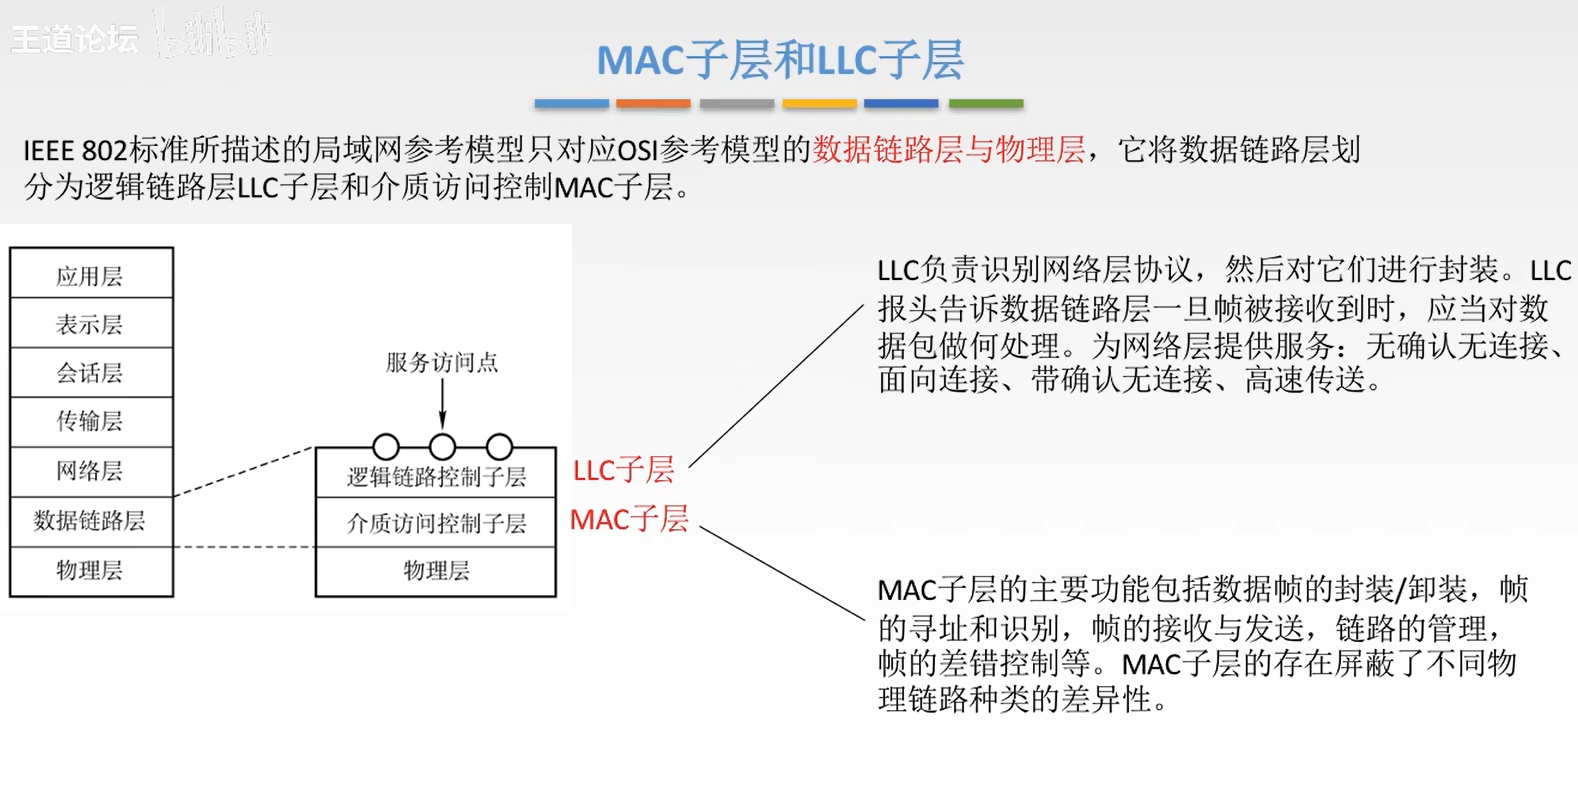 王道论坛 bilibili
MAC子层和LLC子层
IEEE 802标准所描述的局域网参考模型只对应OSI参考模型的数据链路层与物理层，它将数据链路层划
分为逻辑链路层LLC子层和介质访问控制MAC子层。
应用层
表示层
会话层
传输层
网络层
数据链路层
物理层
服务访问点
逻辑链路控制子层
介质访问控制子层
物理层
LLC子层
MAC子层
LLC负责识别网络层协议，然后对它们进行封装。LLC
报头告诉数据链路层一旦帧被接收到时，应当对数
据包做何处理。为网络层提供服务：无确认无连接、
面向连接、带确认无连接、高速传送。
MAC子层的主要功能包括数据帧的封装/卸装，帧
的寻址和识别，帧的接收与发送，链路的管理，
帧的差错控制等。MAC子层的存在屏蔽了不同物
理链路种类的差异性。